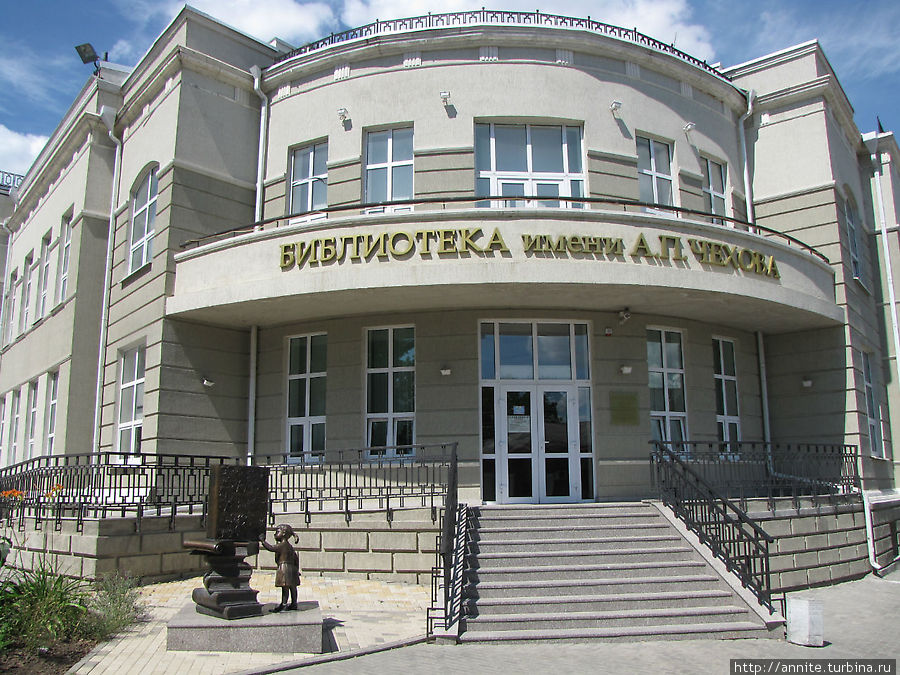 БИБЛИОТЕКА имени А.П. ЧЕХОВА
http://annite.turbina.ru/